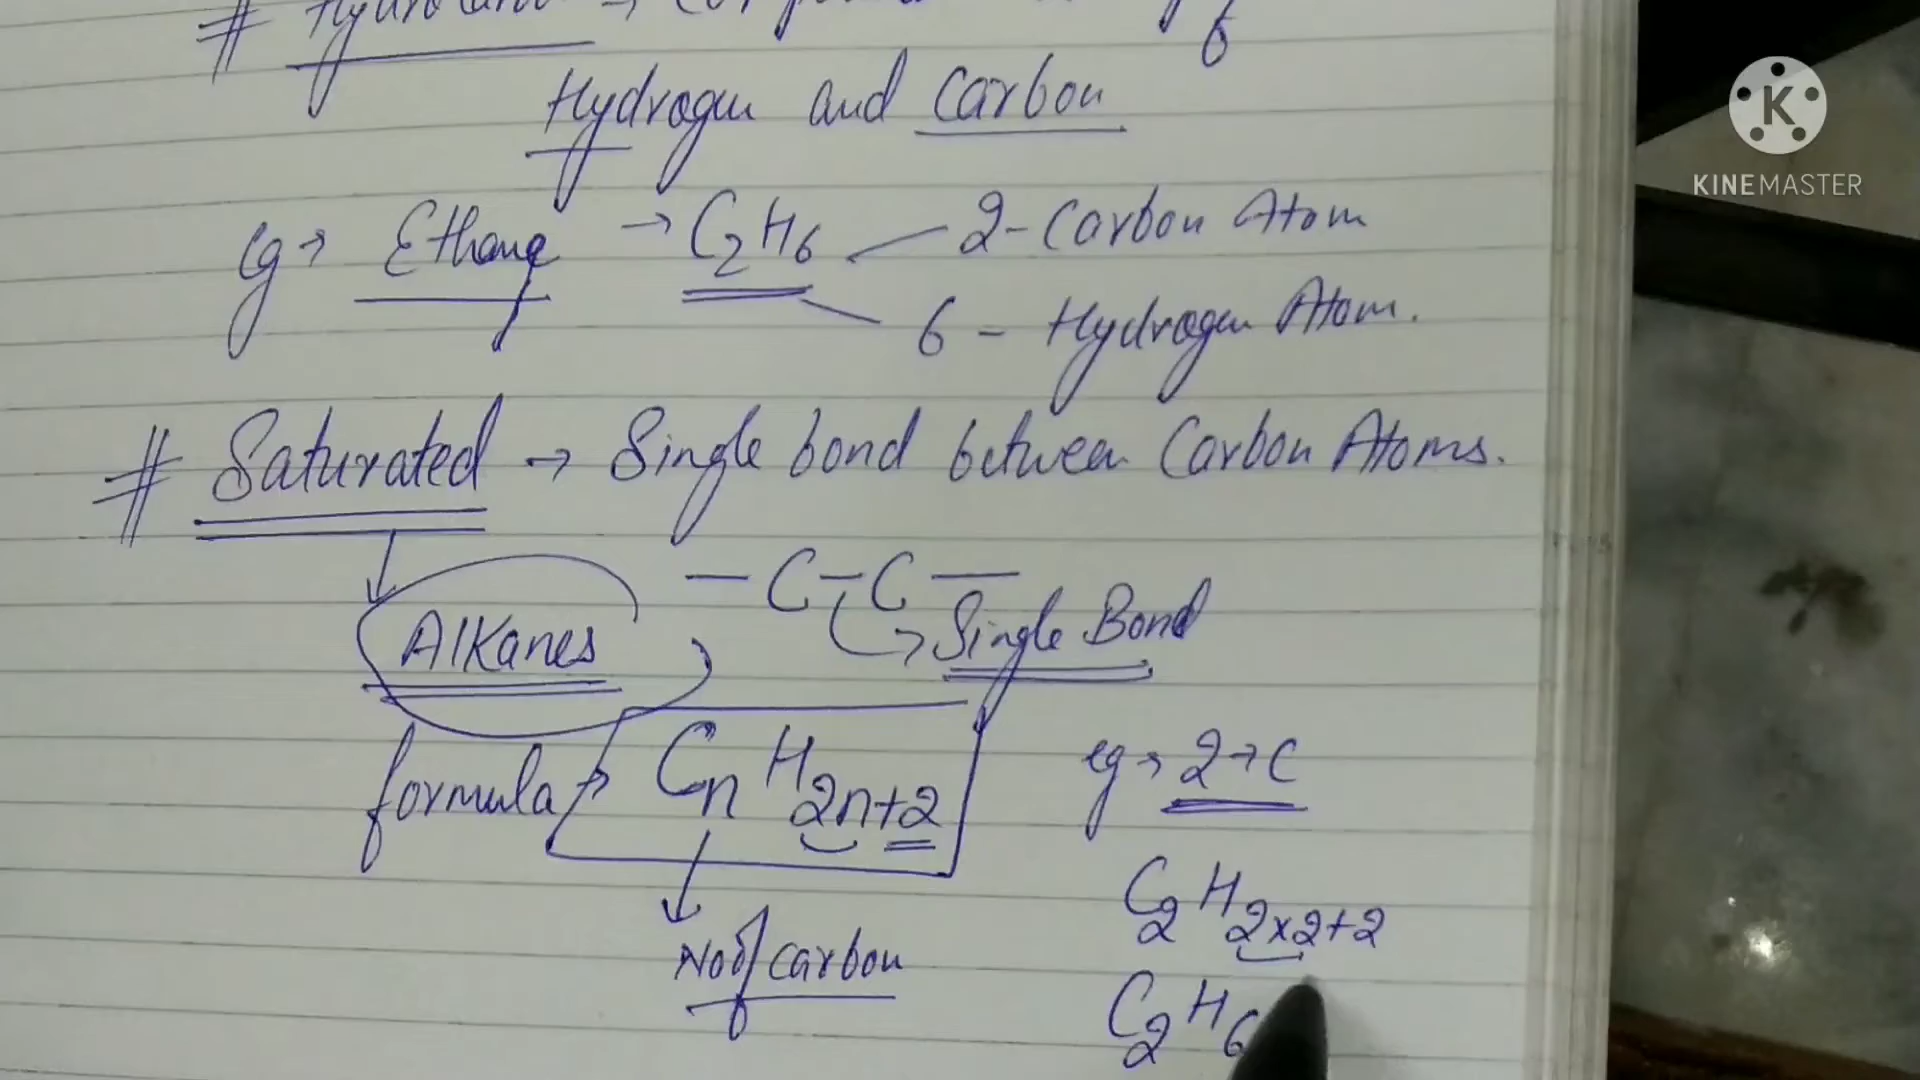 # Hydrocarbon →
Hydrogen and Carbon
eg → Ethane → C2H6 2- Carbon Atom
6 - Hydrogen Atom.
# Saturated → Single bond between Carbon Atoms.
— C – C —
Single Bond
Alkanes
formula → CnH2n+2
No of carbon
eg → 2 → C
C2H2x2+2
C2H6
K
KINEMASTER